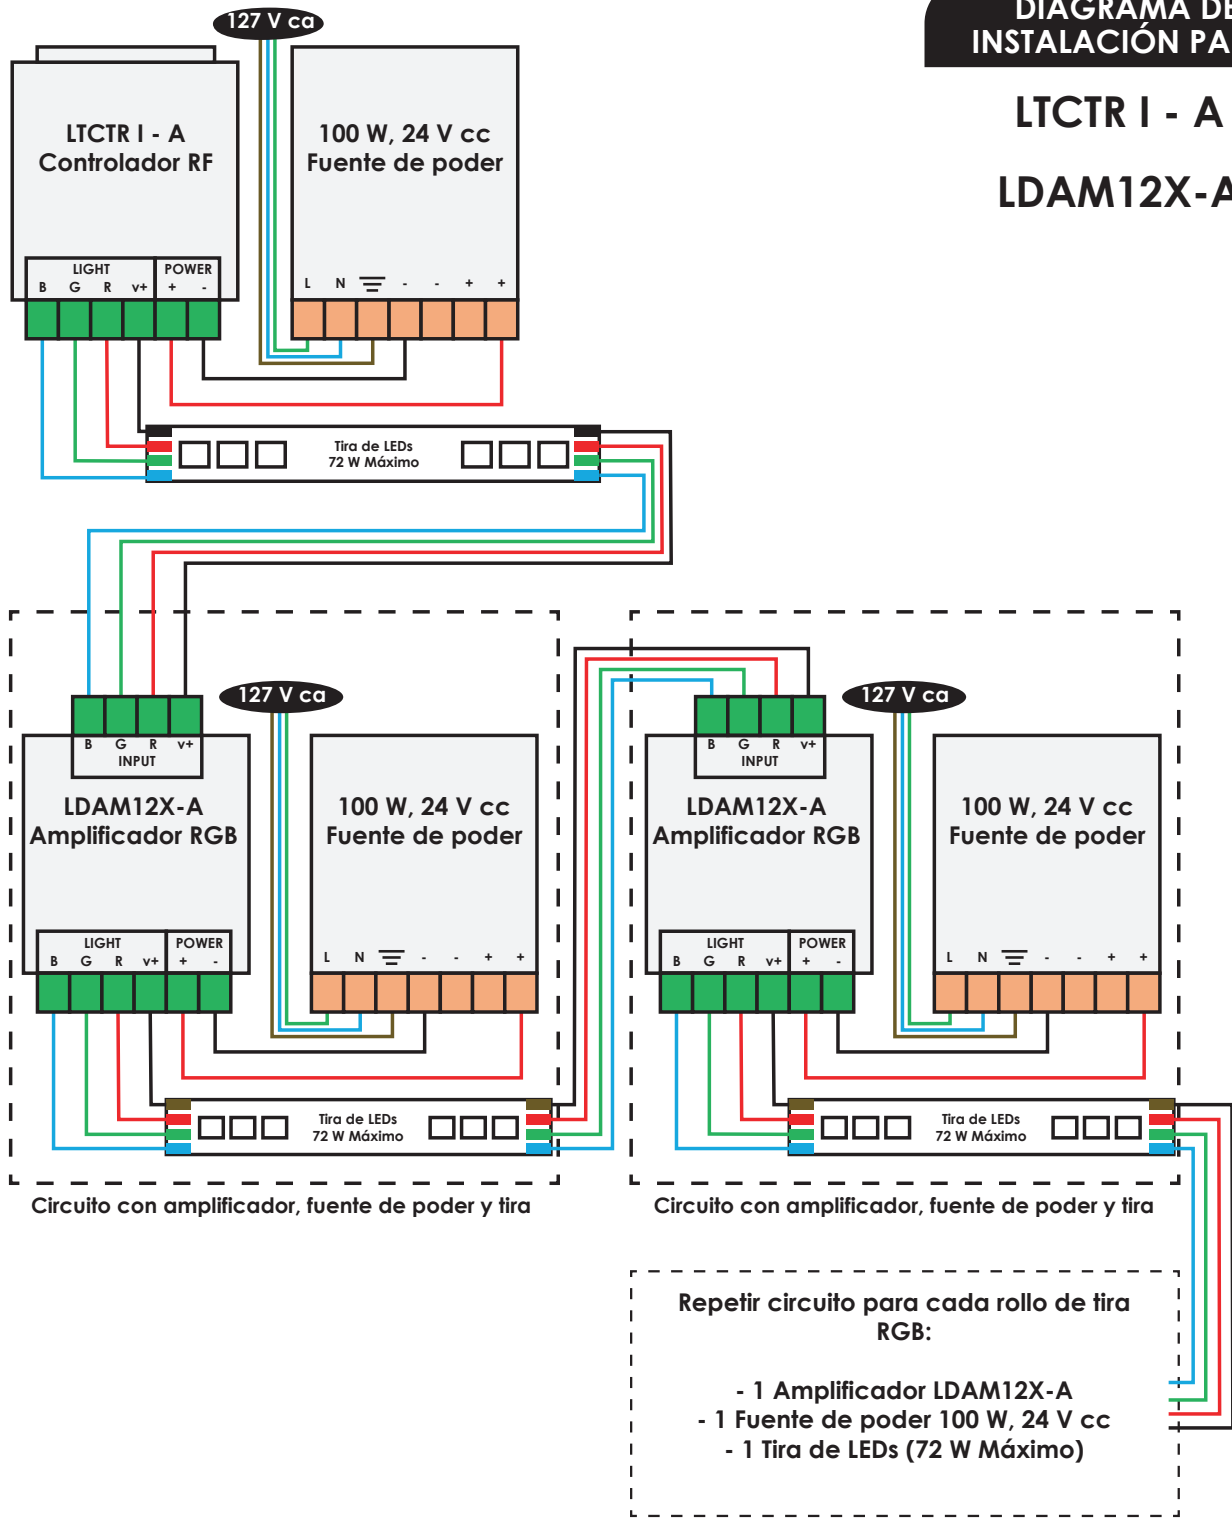 127 V ca
DIAGRAMA DE
INSTALACIÓN PA
LTCTR I - A
LDAM12X-A
LTCTR I - A
Controlador RF
100 W, 24 V cc
Fuente de poder
LIGHT POWER
B G R v+ + -
L N - - + +
Tira de LEDs
72 W Máximo
127 V ca
B G R v+
INPUT
LDAM12X-A
Amplificador RGB
100 W, 24 V cc
Fuente de poder
LIGHT POWER
B G R v+ + -
L N - - + +
Tira de LEDs
72 W Máximo
Circuito con amplificador, fuente de poder y tira
127 V ca
B G R v+
INPUT
LDAM12X-A
Amplificador RGB
100 W, 24 V cc
Fuente de poder
LIGHT POWER
B G R v+ + -
L N - - + +
Tira de LEDs
72 W Máximo
Circuito con amplificador, fuente de poder y tira
Repetir circuito para cada rollo de tira
RGB:
- 1 Amplificador LDAM12X-A
- 1 Fuente de poder 100 W, 24 V cc
- 1 Tira de LEDs (72 W Máximo)